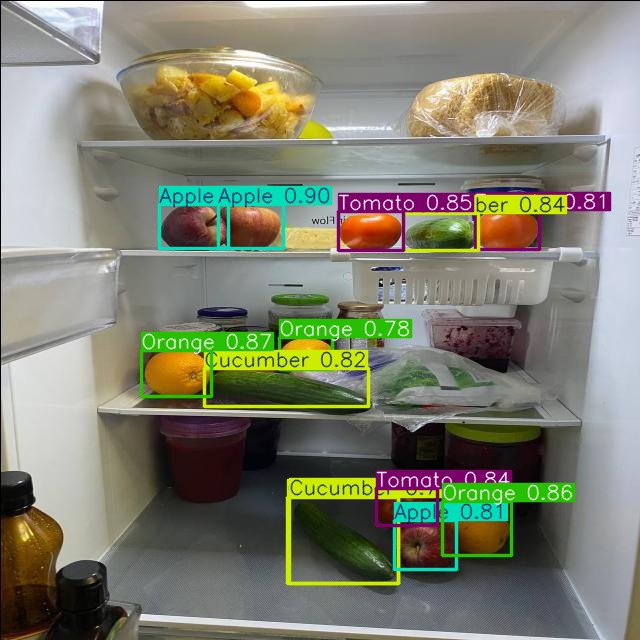 Apple Apple 0.90
Tomato 0.85
ber 0.84
0.81
Flow
Orange 0.87
Orange 0.78
Cucumber 0.82
Tomato 0.84
Cucumber
Orange 0.86
Apple 0.81